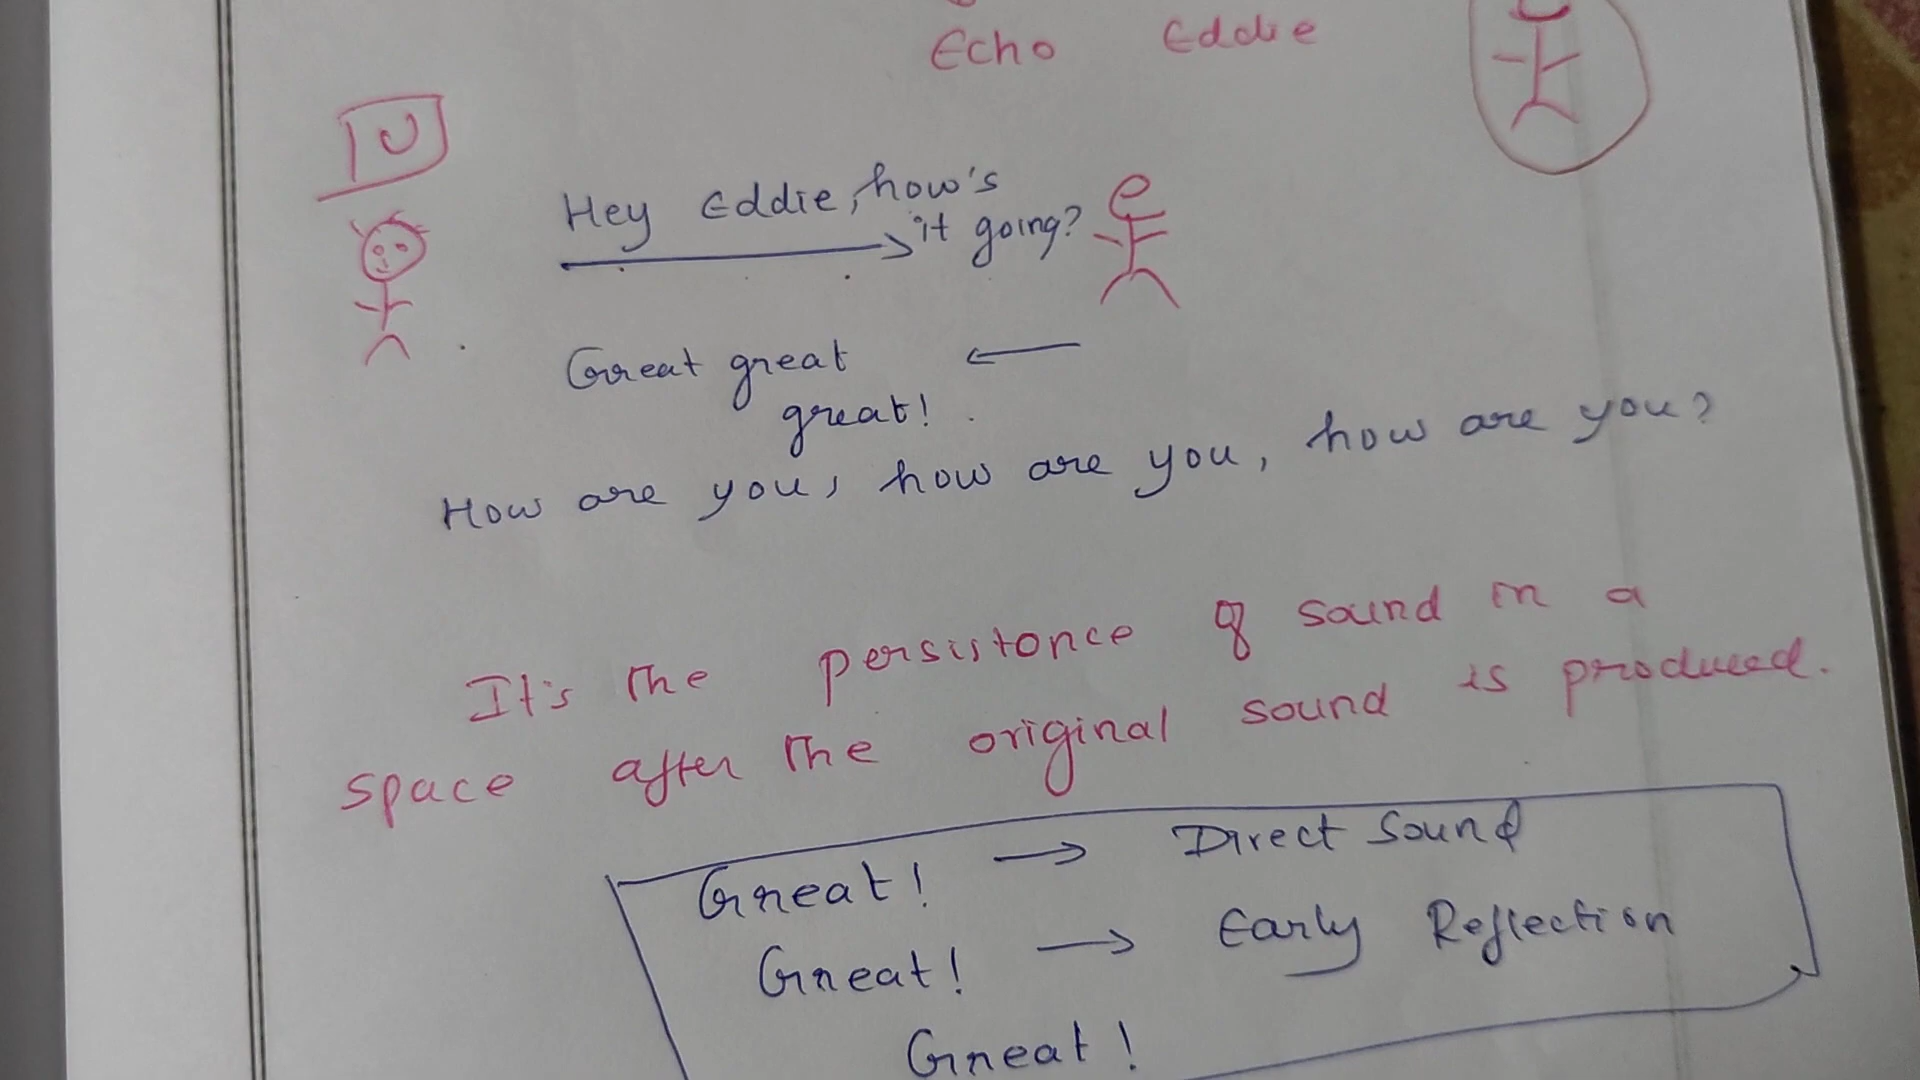 Echo Eddie
U
Hey Eddie, how's
it going?
Great great
great!
How are you, how are you, how are you?
It's the persistence of sound in a
space after the original sound is produced.
Great! → Direct Sound
Great! → Early Reflection
Great!